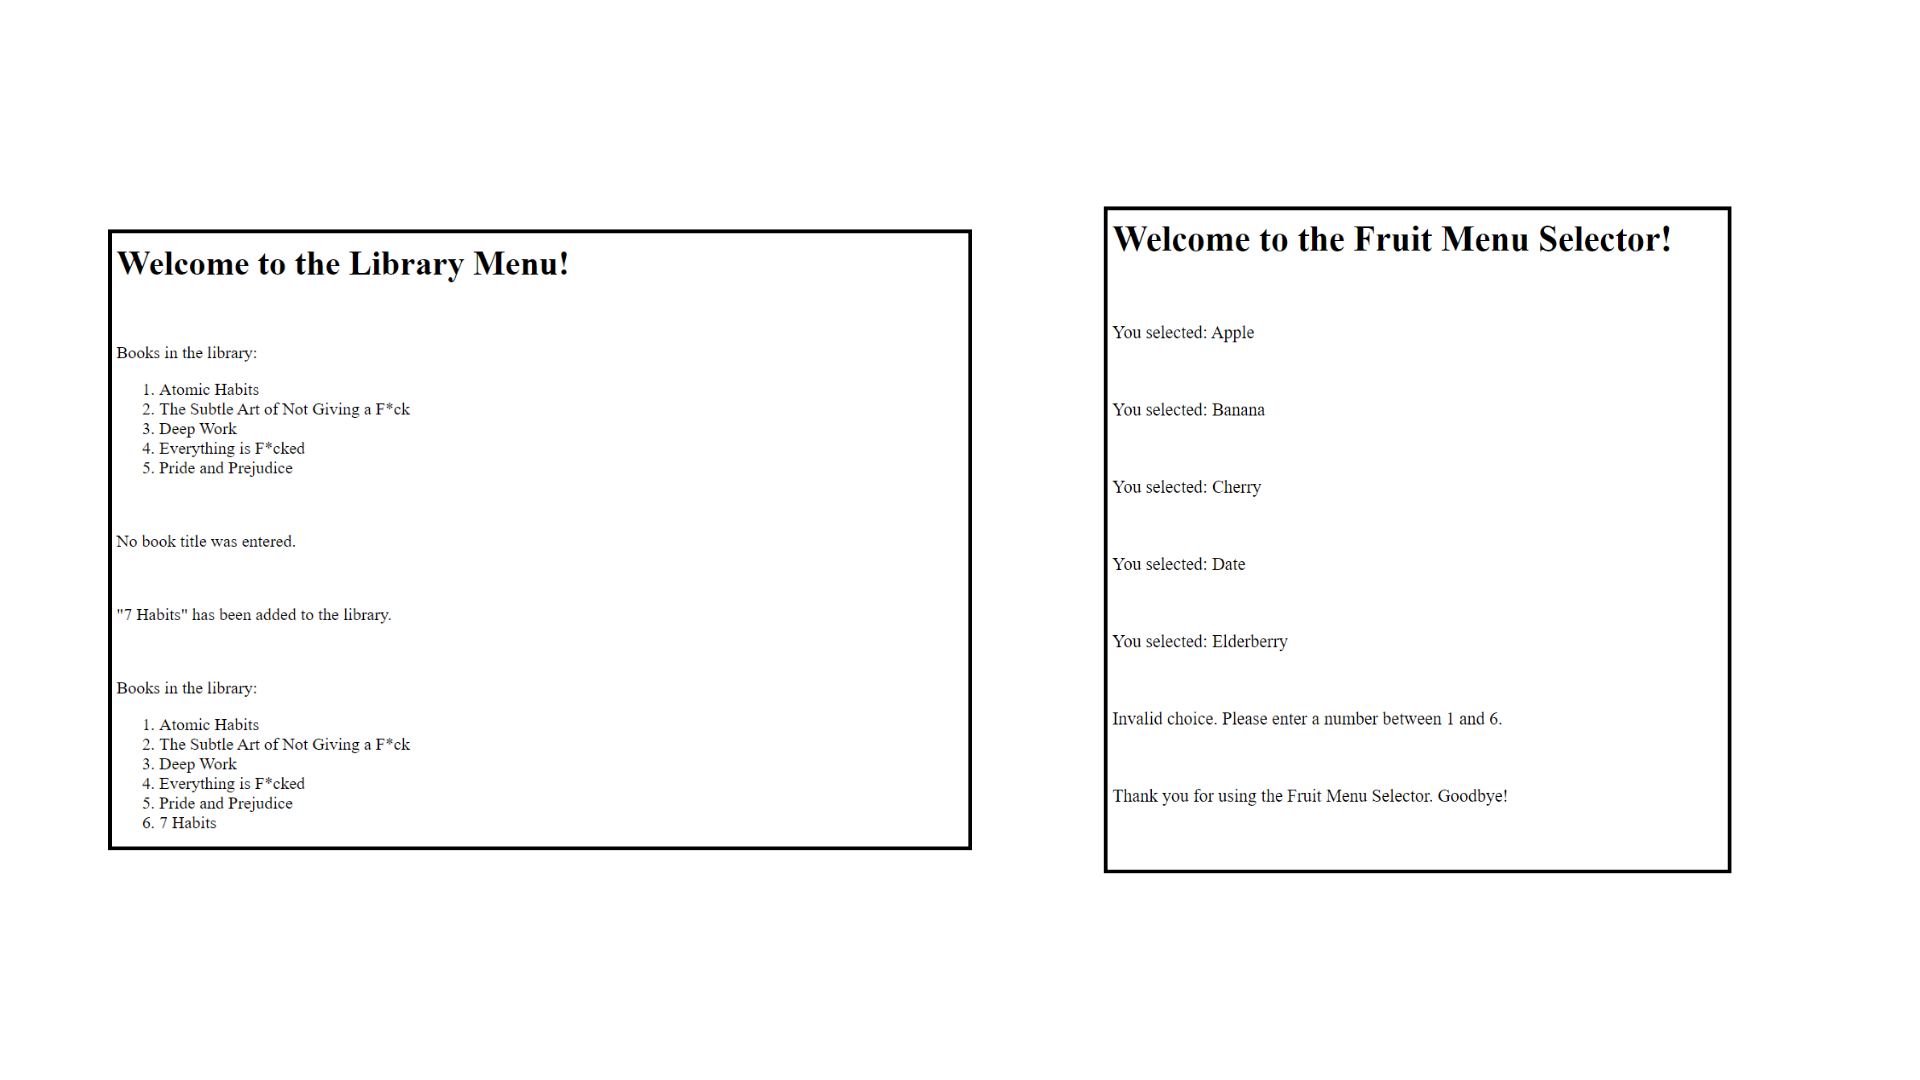 Welcome to the Library Menu!
Books in the library:
1. Atomic Habits
2. The Subtle Art of Not Giving a F*ck
3. Deep Work
4. Everything is F*cked
5. Pride and Prejudice
No book title was entered.
"7 Habits" has been added to the library.
Books in the library:
1. Atomic Habits
2. The Subtle Art of Not Giving a F*ck
3. Deep Work
4. Everything is F*cked
5. Pride and Prejudice
6. 7 Habits
Welcome to the Fruit Menu Selector!
You selected: Apple
You selected: Banana
You selected: Cherry
You selected: Date
You selected: Elderberry
Invalid choice. Please enter a number between 1 and 6.
Thank you for using the Fruit Menu Selector. Goodbye!